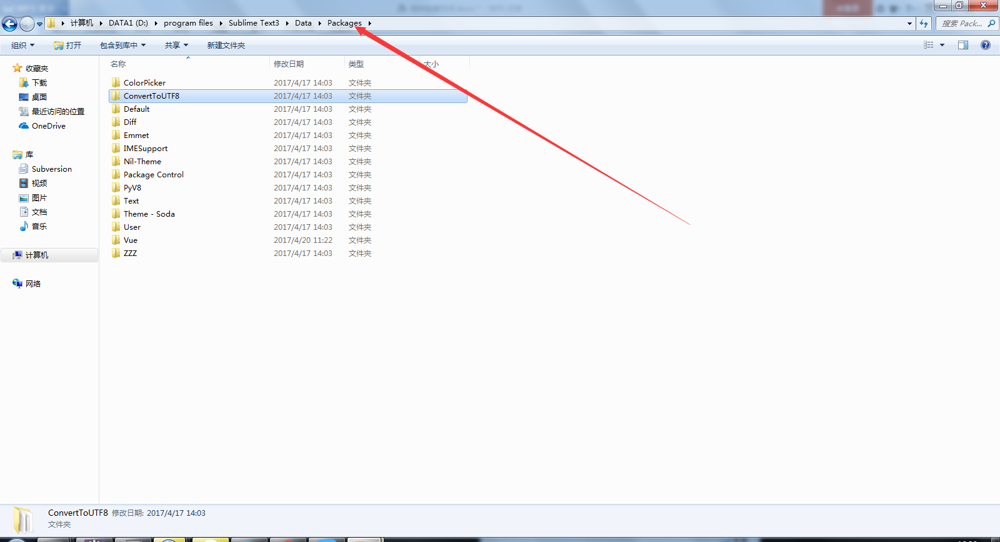 计算机 DATA1 (D:) program files Sublime Text3 Data Packages 搜索 Pack...
组织 打开 包含到库中 共享 新建文件夹
收藏夹
下载
桌面
最近访问的位置
OneDrive
库
Subversion
视频
图片
文档
音乐
计算机
网络
名称 修改日期 类型 大小
ColorPicker 2017/4/17 14:03 文件夹
ConvertToUTF8 2017/4/17 14:03 文件夹
Default 2017/4/17 14:03 文件夹
Diff 2017/4/17 14:03 文件夹
Emmet 2017/4/17 14:03 文件夹
IMESupport 2017/4/17 14:03 文件夹
Nil-Theme 2017/4/17 14:03 文件夹
Package Control 2017/4/17 14:03 文件夹
PyV8 2017/4/17 14:03 文件夹
Text 2017/4/17 14:03 文件夹
Theme - Soda 2017/4/17 14:03 文件夹
User 2017/4/17 14:03 文件夹
Vue 2017/4/20 11:22 文件夹
ZZZ 2017/4/17 14:03 文件夹
ConvertToUTF8 修改日期: 2017/4/17 14:03
文件夹